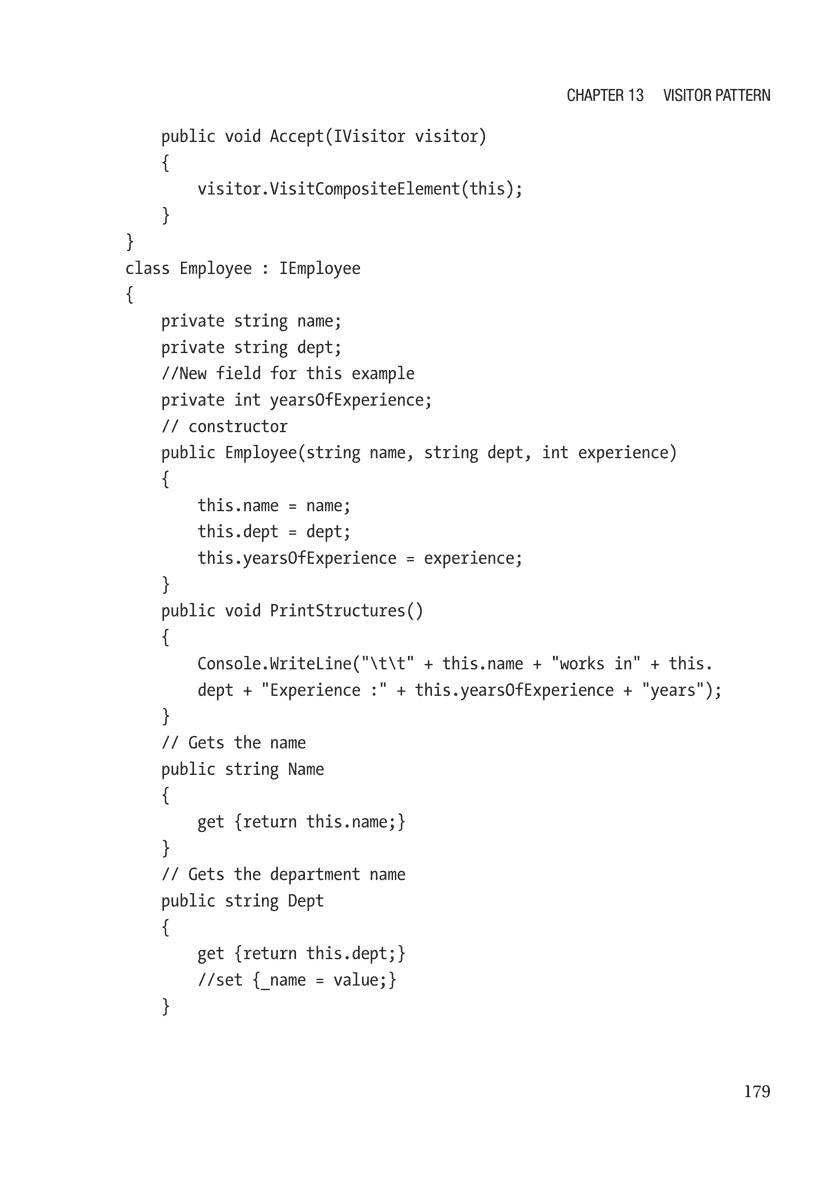 CHAPTER 13 VISITOR PATTERN
public void Accept(IVisitor visitor)
{
visitor.VisitCompositeElement(this);
}
}
class Employee : IEmployee
{
private string name;
private string dept;
//New field for this example
private int yearsOfExperience;
// constructor
public Employee(string name, string dept, int experience)
{
this.name = name;
this.dept = dept;
this.yearsOfExperience = experience;
}
public void PrintStructures()
{
Console.WriteLine("\t\t" + this.name + "works in" + this.
dept + "Experience :" + this.yearsOfExperience + "years");
}
// Gets the name
public string Name
{
get {return this.name;}
}
// Gets the department name
public string Dept
{
get {return this.dept;}
//set {_name = value;}
}
179